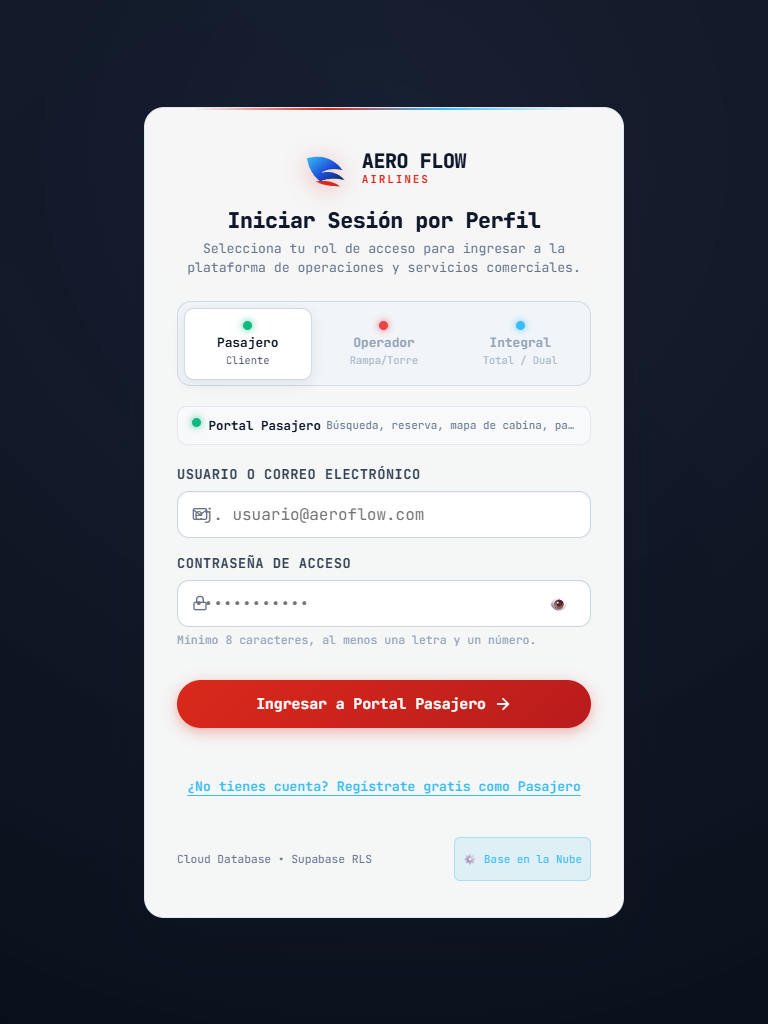 AERO FLOW
AIRLINES
Iniciar Sesión por Perfil
Selecciona tu rol de acceso para ingresar a la
plataforma de operaciones y servicios comerciales.
Pasajero
Cliente
Operador
Rampa/Torre
Integral
Total / Dual
Portal Pasajero Búsqueda, reserva, mapa de cabina, pa…
USUARIO O CORREO ELECTRÓNICO
ej. usuario@aeroflow.com
CONTRASEÑA DE ACCESO
••••••••••••
Mínimo 8 caracteres, al menos una letra y un número.
Ingresar a Portal Pasajero →
¿No tienes cuenta? Regístrate gratis como Pasajero
Cloud Database • Supabase RLS
Base en la Nube